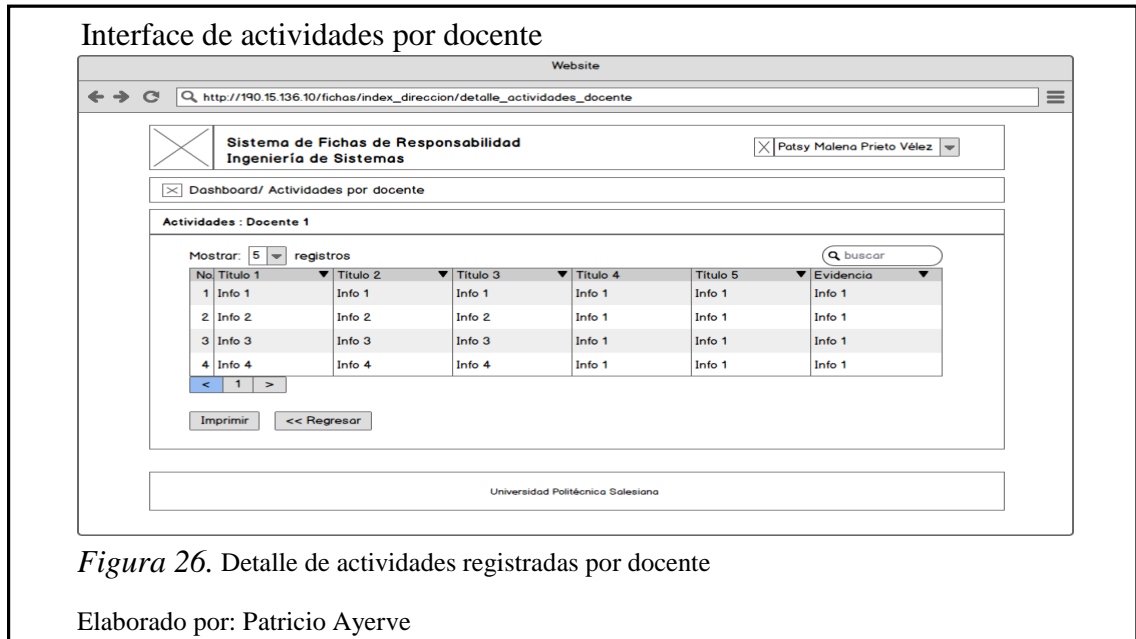 Interface de actividades por docente
Website
http://190.15.136.10/fichas/index_direccion/detalle_actividades_docente
Sistema de Fichas de Responsabilidad
Ingeniería de Sistemas
Patsy Malena Prieto Vélez
Dashboard/ Actividades por docente
Actividades : Docente 1
Mostrar: 5 registros
buscar
No. Título 1 Título 2 Título 3 Título 4 Título 5 Evidencia
1 Info 1 Info 1 Info 1 Info 1 Info 1 Info 1
2 Info 2 Info 2 Info 2 Info 1 Info 1 Info 1
3 Info 3 Info 3 Info 3 Info 1 Info 1 Info 1
4 Info 4 Info 4 Info 4 Info 1 Info 1 Info 1
< 1 >
Imprimir << Regresar
Universidad Politécnica Salesiana
Figura 26. Detalle de actividades registradas por docente
Elaborado por: Patricio Ayerve